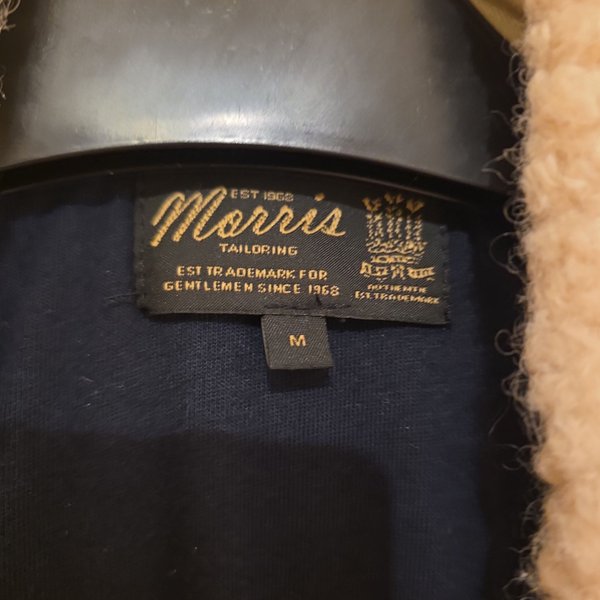 EST 1968
Morris
TAILORING
EST TRADEMARK FOR
GENTLEMEN SINCE 1968
AUTHENTIC
EST. TRADEMARK
M